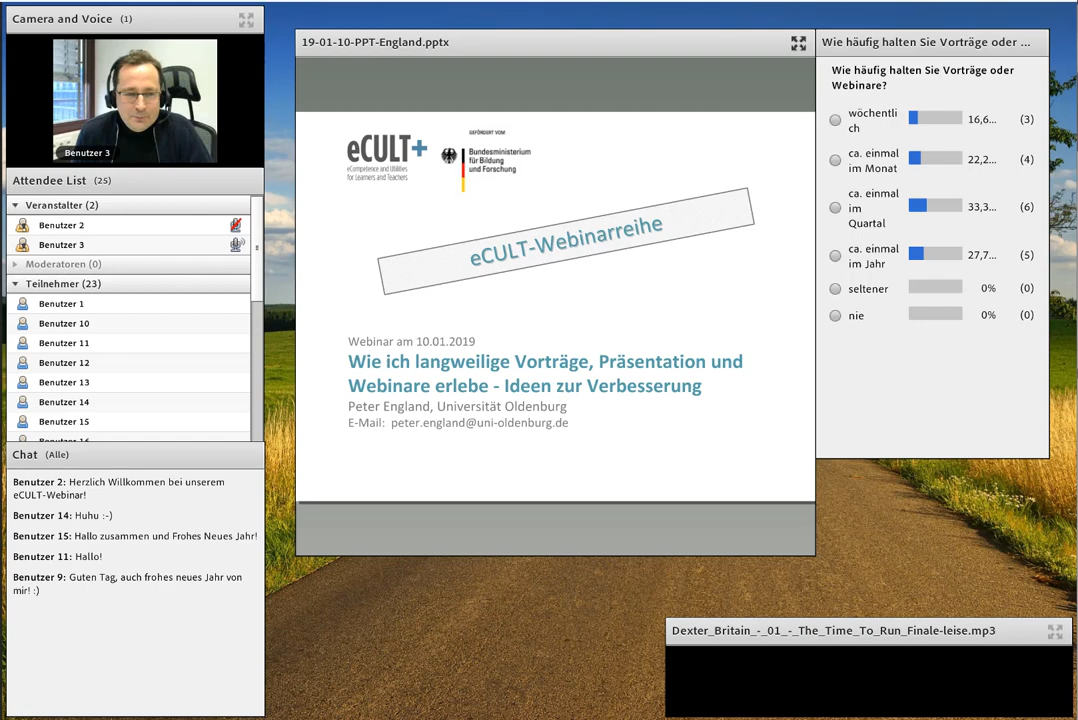 Camera and Voice (1)
Benutzer 3
Attendee List (25)
Veranstalter (2)
Benutzer 2
Benutzer 3
Moderatoren (0)
Teilnehmer (23)
Benutzer 1
Benutzer 10
Benutzer 11
Benutzer 12
Benutzer 13
Benutzer 14
Benutzer 15
Chat (Alle)
Benutzer 2: Herzlich Willkommen bei unserem
eCULT-Webinar!
Benutzer 14: Huhu :-)
Benutzer 15: Hallo zusammen und Frohes Neues Jahr!
Benutzer 11: Hallo!
Benutzer 9: Guten Tag, auch frohes neues Jahr von
mir! :)
19-01-10-PPT-England.pptx
eCULT+
eCompetence and Utilities
for Learners and Teachers
GEFÖRDERT VOM
Bundesministerium
für Bildung
und Forschung
eCULT-Webinarreihe
Webinar am 10.01.2019
Wie ich langweilige Vorträge, Präsentation und
Webinare erlebe - Ideen zur Verbesserung
Peter England, Universität Oldenburg
E-Mail: peter.england@uni-oldenburg.de
Wie häufig halten Sie Vorträge oder ...
Wie häufig halten Sie Vorträge oder
Webinare?
wöchentli
ch 16,6... (3)
ca. einmal
im Monat 22,2... (4)
ca. einmal
im
Quartal 33,3... (6)
ca. einmal
im Jahr 27,7... (5)
seltener 0% (0)
nie 0% (0)
Dexter_Britain_-_01_-_The_Time_To_Run_Finale-leise.mp3